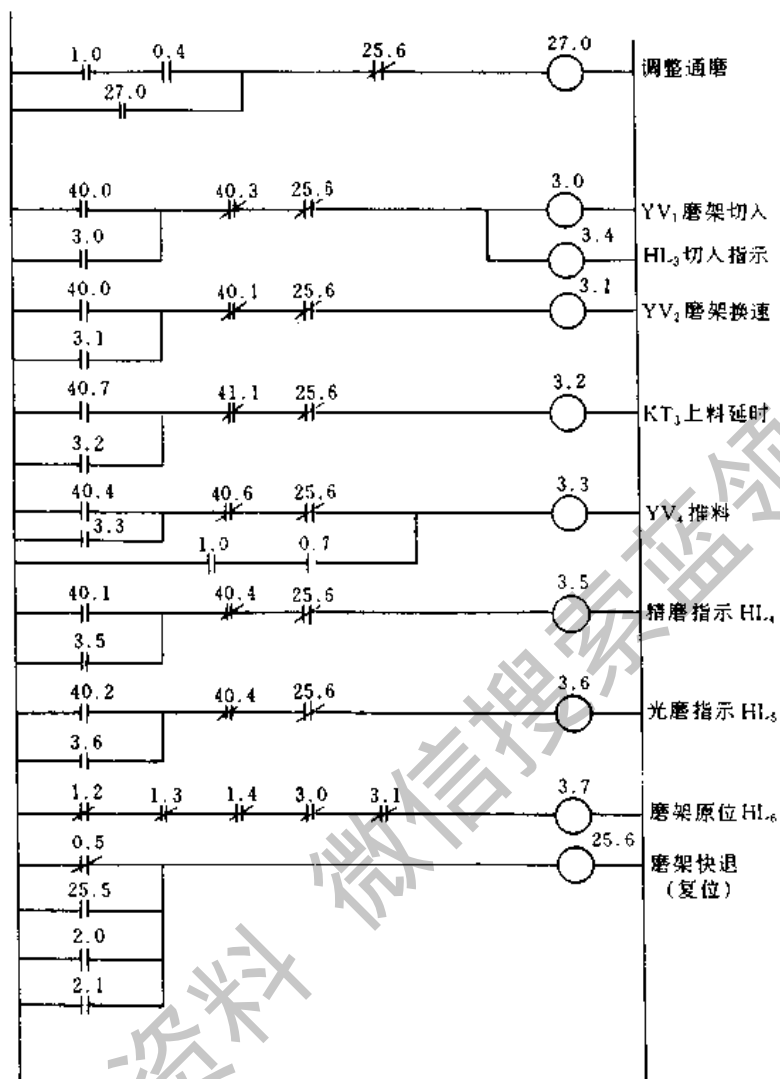 1.0 0.4 25.6 27.0
调整通磨
27.0
40.0 40.3 25.6 3.0
YV₁磨架切入
3.0 3.4
HL₃切入指示
40.0 40.1 25.6 3.1
YV₂磨架换速
3.1
40.7 41.1 25.6 3.2
KT₃上料延时
3.2
40.4 40.6 25.6 3.3
YV₄推料
3.3
1.0 0.7
40.1 40.4 25.6 3.5
精磨指示HL₄
3.5
40.2 40.4 25.6 3.6
光磨指示HL₅
3.6
1.2 1.3 1.4 3.0 3.1 3.7
磨架原位HL₆
0.5 25.6
磨架快退
(复位)
25.5
2.0
2.1
资料 微信搜索蓝领